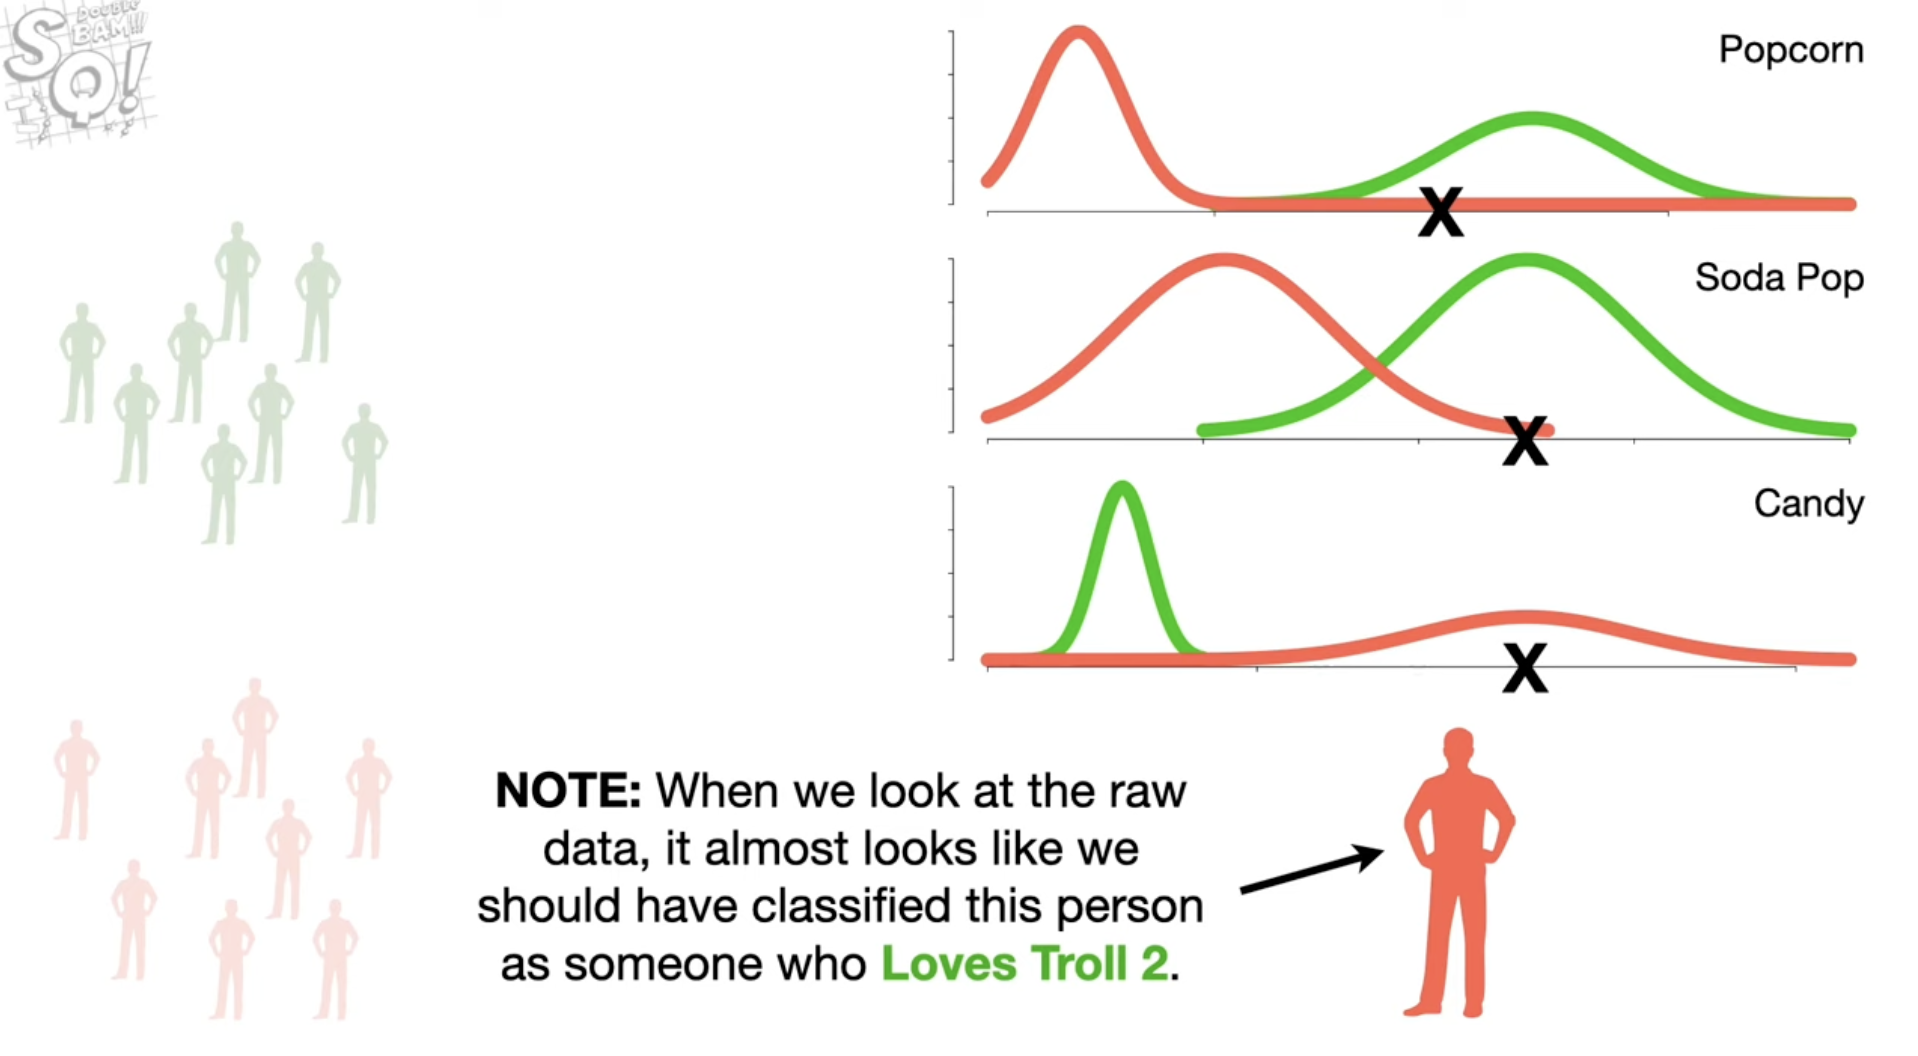 DOUBLE
BAM!!!
SQ!
Popcorn
X
Soda Pop
X
Candy
X
NOTE: When we look at the raw
data, it almost looks like we
should have classified this person
as someone who Loves Troll 2.